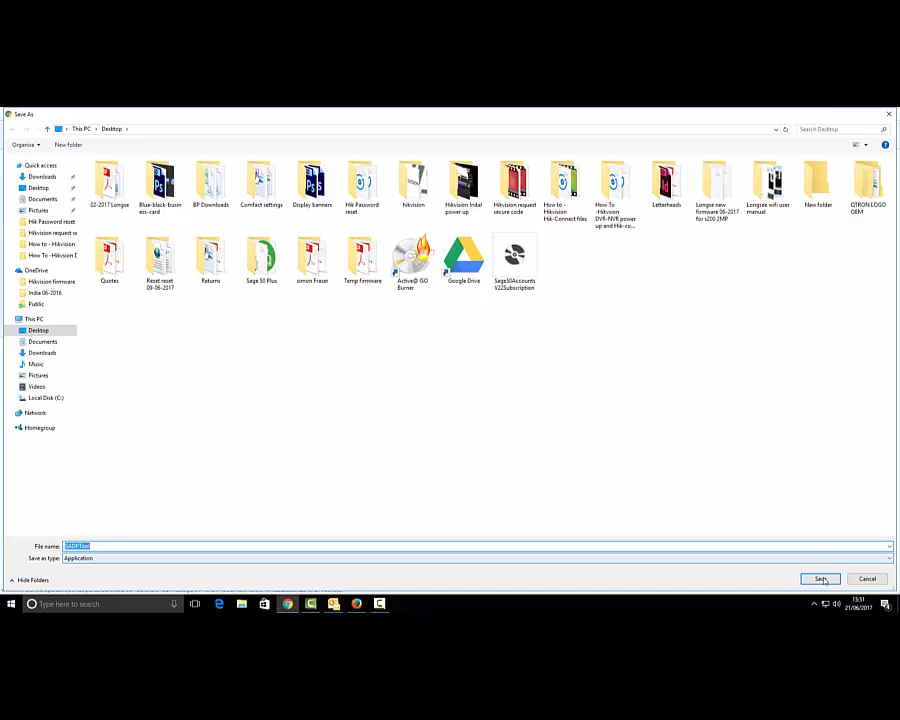 Save As
This PC > Desktop >
Search Desktop
Organise
New folder
Quick access
Downloads
Desktop
Documents
Pictures
Hik Password reset
Hikvision request se
How to - Hikvision
How To -Hikvsion D
OneDrive
Hikvision firmware
India 06-2016
Public
This PC
Desktop
Documents
Downloads
Music
Pictures
Videos
Local Disk (C:)
Network
Homegroup
02-2017 Longse
Blue-black-busin
ess-card
BP Downloads
Comfast settings
Display banners
Hik Password
reset
hikvision
Hikvision Inital
power up
Hikvision request
secure code
How to -
Hikvision
Hik-Connect files
How To
-Hikvision
DVR-NVR power
up and Hik-co...
Letterheads
Longse new
firmware 06-2017
for s200 2MP
Longse wifi user
manual
New folder
QTRON LOGO
OEM
Quotes
Reset reset
09-06-2017
Returns
Sage 50 Plus
simon Fraser
Temp firmware
Active@ ISO
Burner
Google Drive
Sage50Accounts
V22Subscription
File name: SADPTool
Save as type: Application
Hide Folders
Save
Cancel
Type here to search
13:51
21/06/2017